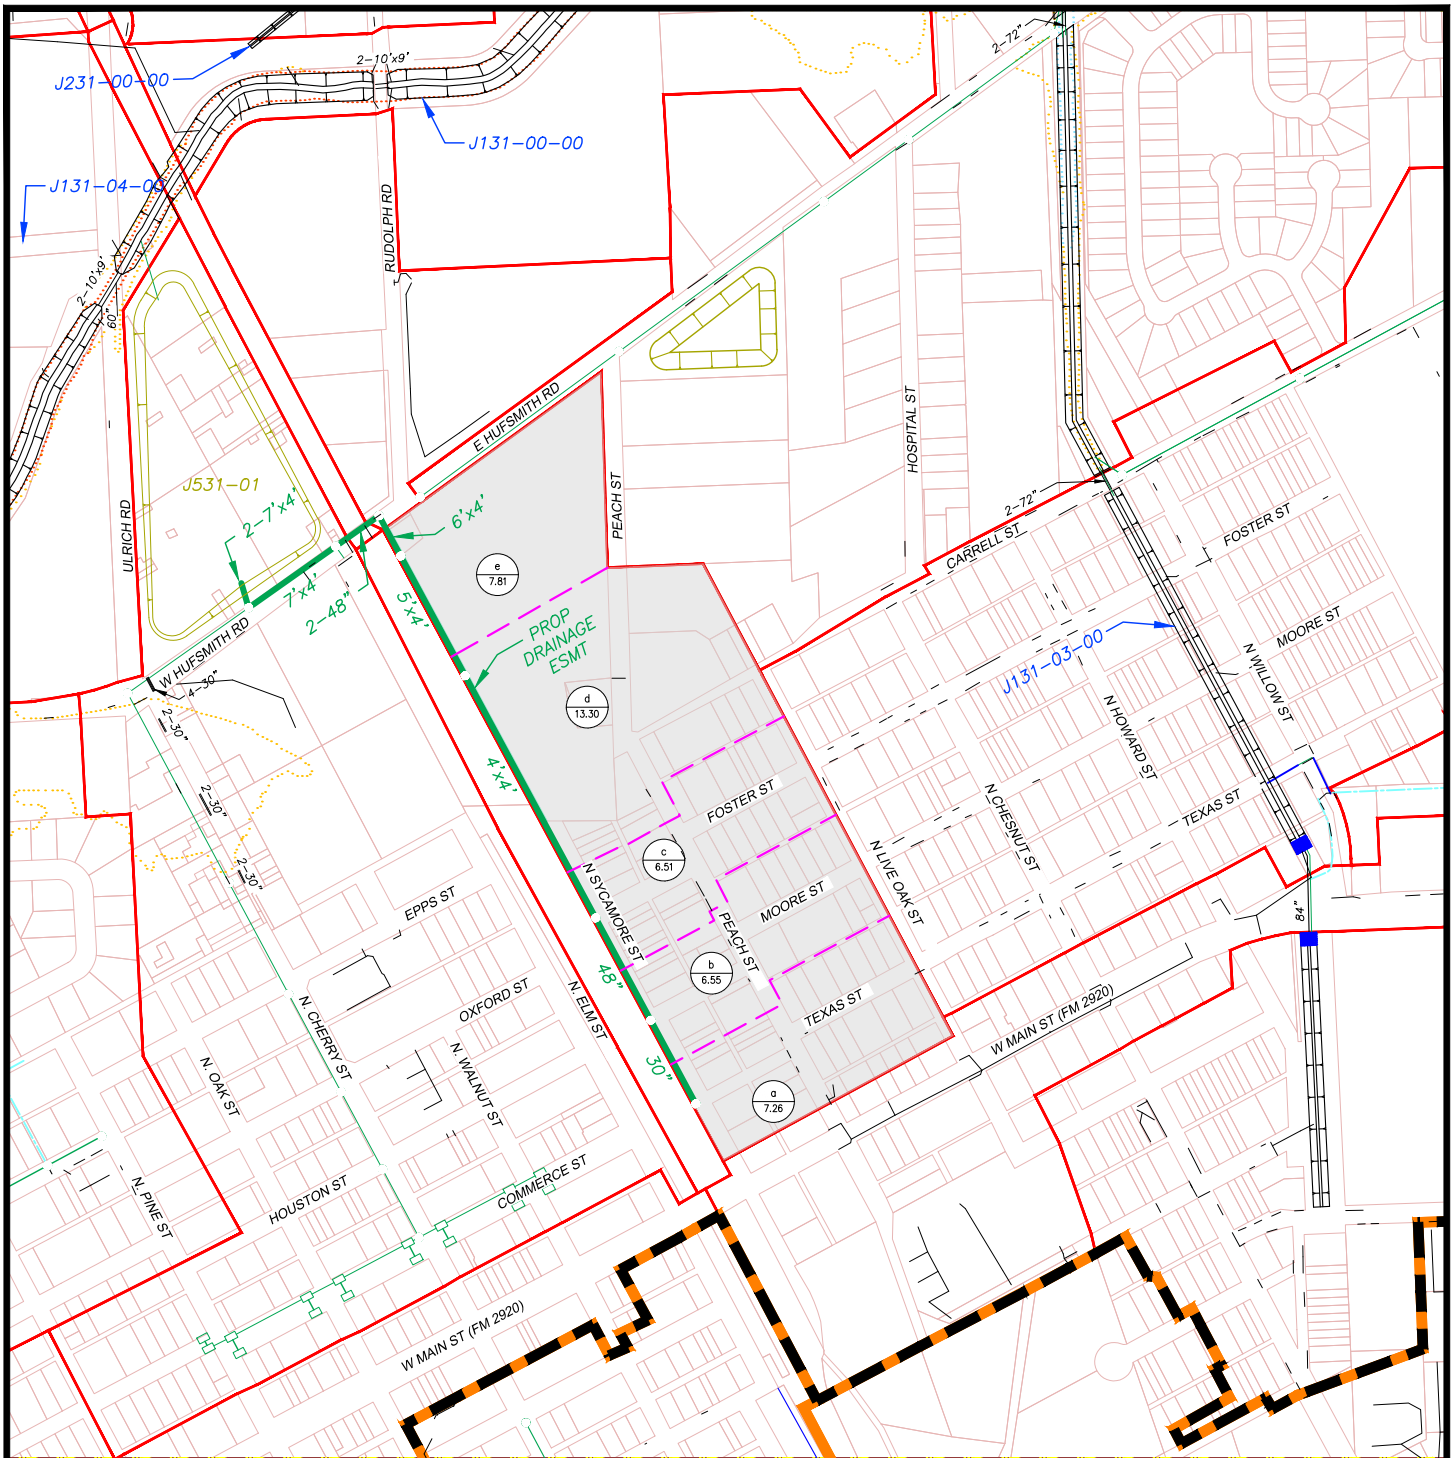 2-72"
2-10'x9'
J231-00-00
J131-00-00
J131-04-00
RUDOLPH RD
2-10'x9'
60"
E HUFSMITH RD
HOSPITAL ST
PEACH ST
J531-01
2-7'x4'
6'x4'
2-72"
CARRELL ST
FOSTER ST
ULRICH RD
e
7.81
7'x4'
2-48"
5'x4'
PROP
DRAINAGE
ESMT
W HUFSMITH RD
MOORE ST
J131-03-00
N WILLOW ST
4-30"
2-30"
d
13.30
N HOWARD ST
4'x4'
2-30"
FOSTER ST
N CHESNUT ST
TEXAS ST
c
6.51
N LIVE OAK ST
2-30"
N SYCAMORE ST
MOORE ST
EPPS ST
84"
PEACH ST
b
6.55
48"
OXFORD ST
N. ELM ST
TEXAS ST
W MAIN ST (FM 2920)
N. CHERRY ST
30"
N. WALNUT ST
N. OAK ST
a
7.26
COMMERCE ST
HOUSTON ST
N. PINE ST
W MAIN ST (FM 2920)